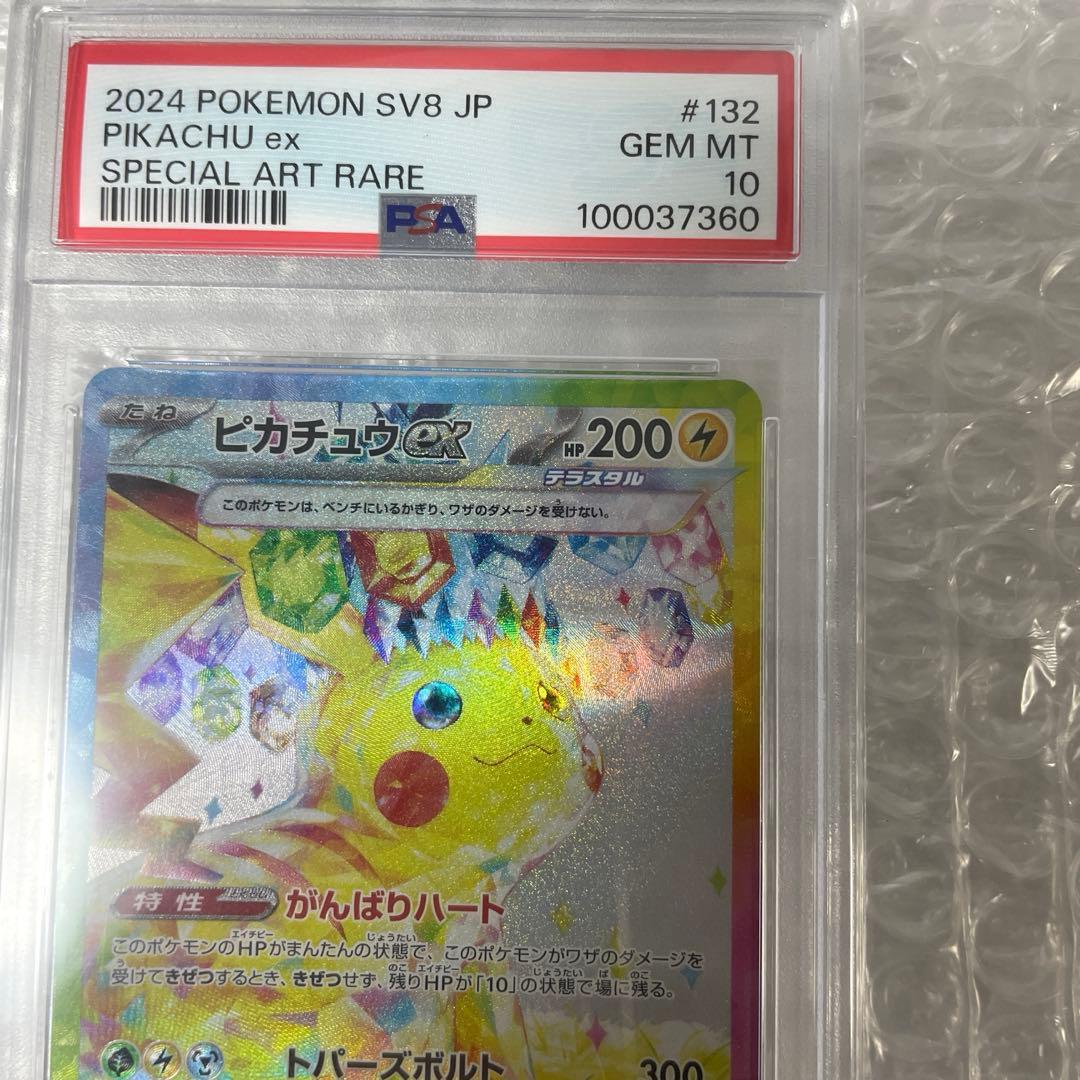 2024 POKEMON SV8 JP #132
PIKACHU ex GEM MT
SPECIAL ART RARE 10
PSA 100037360
たね ピカチュウex HP200
テラスタル
このポケモンは、ベンチにいるかぎり、ワザのダメージを受けない。
特性 がんばりハート
このポケモンのHPがまんたんの状態で、このポケモンがワザのダメージを
受けてきぜつするとき、きぜつせず、残りHPが「10」の状態で場に残る。
トパーズボルト 300